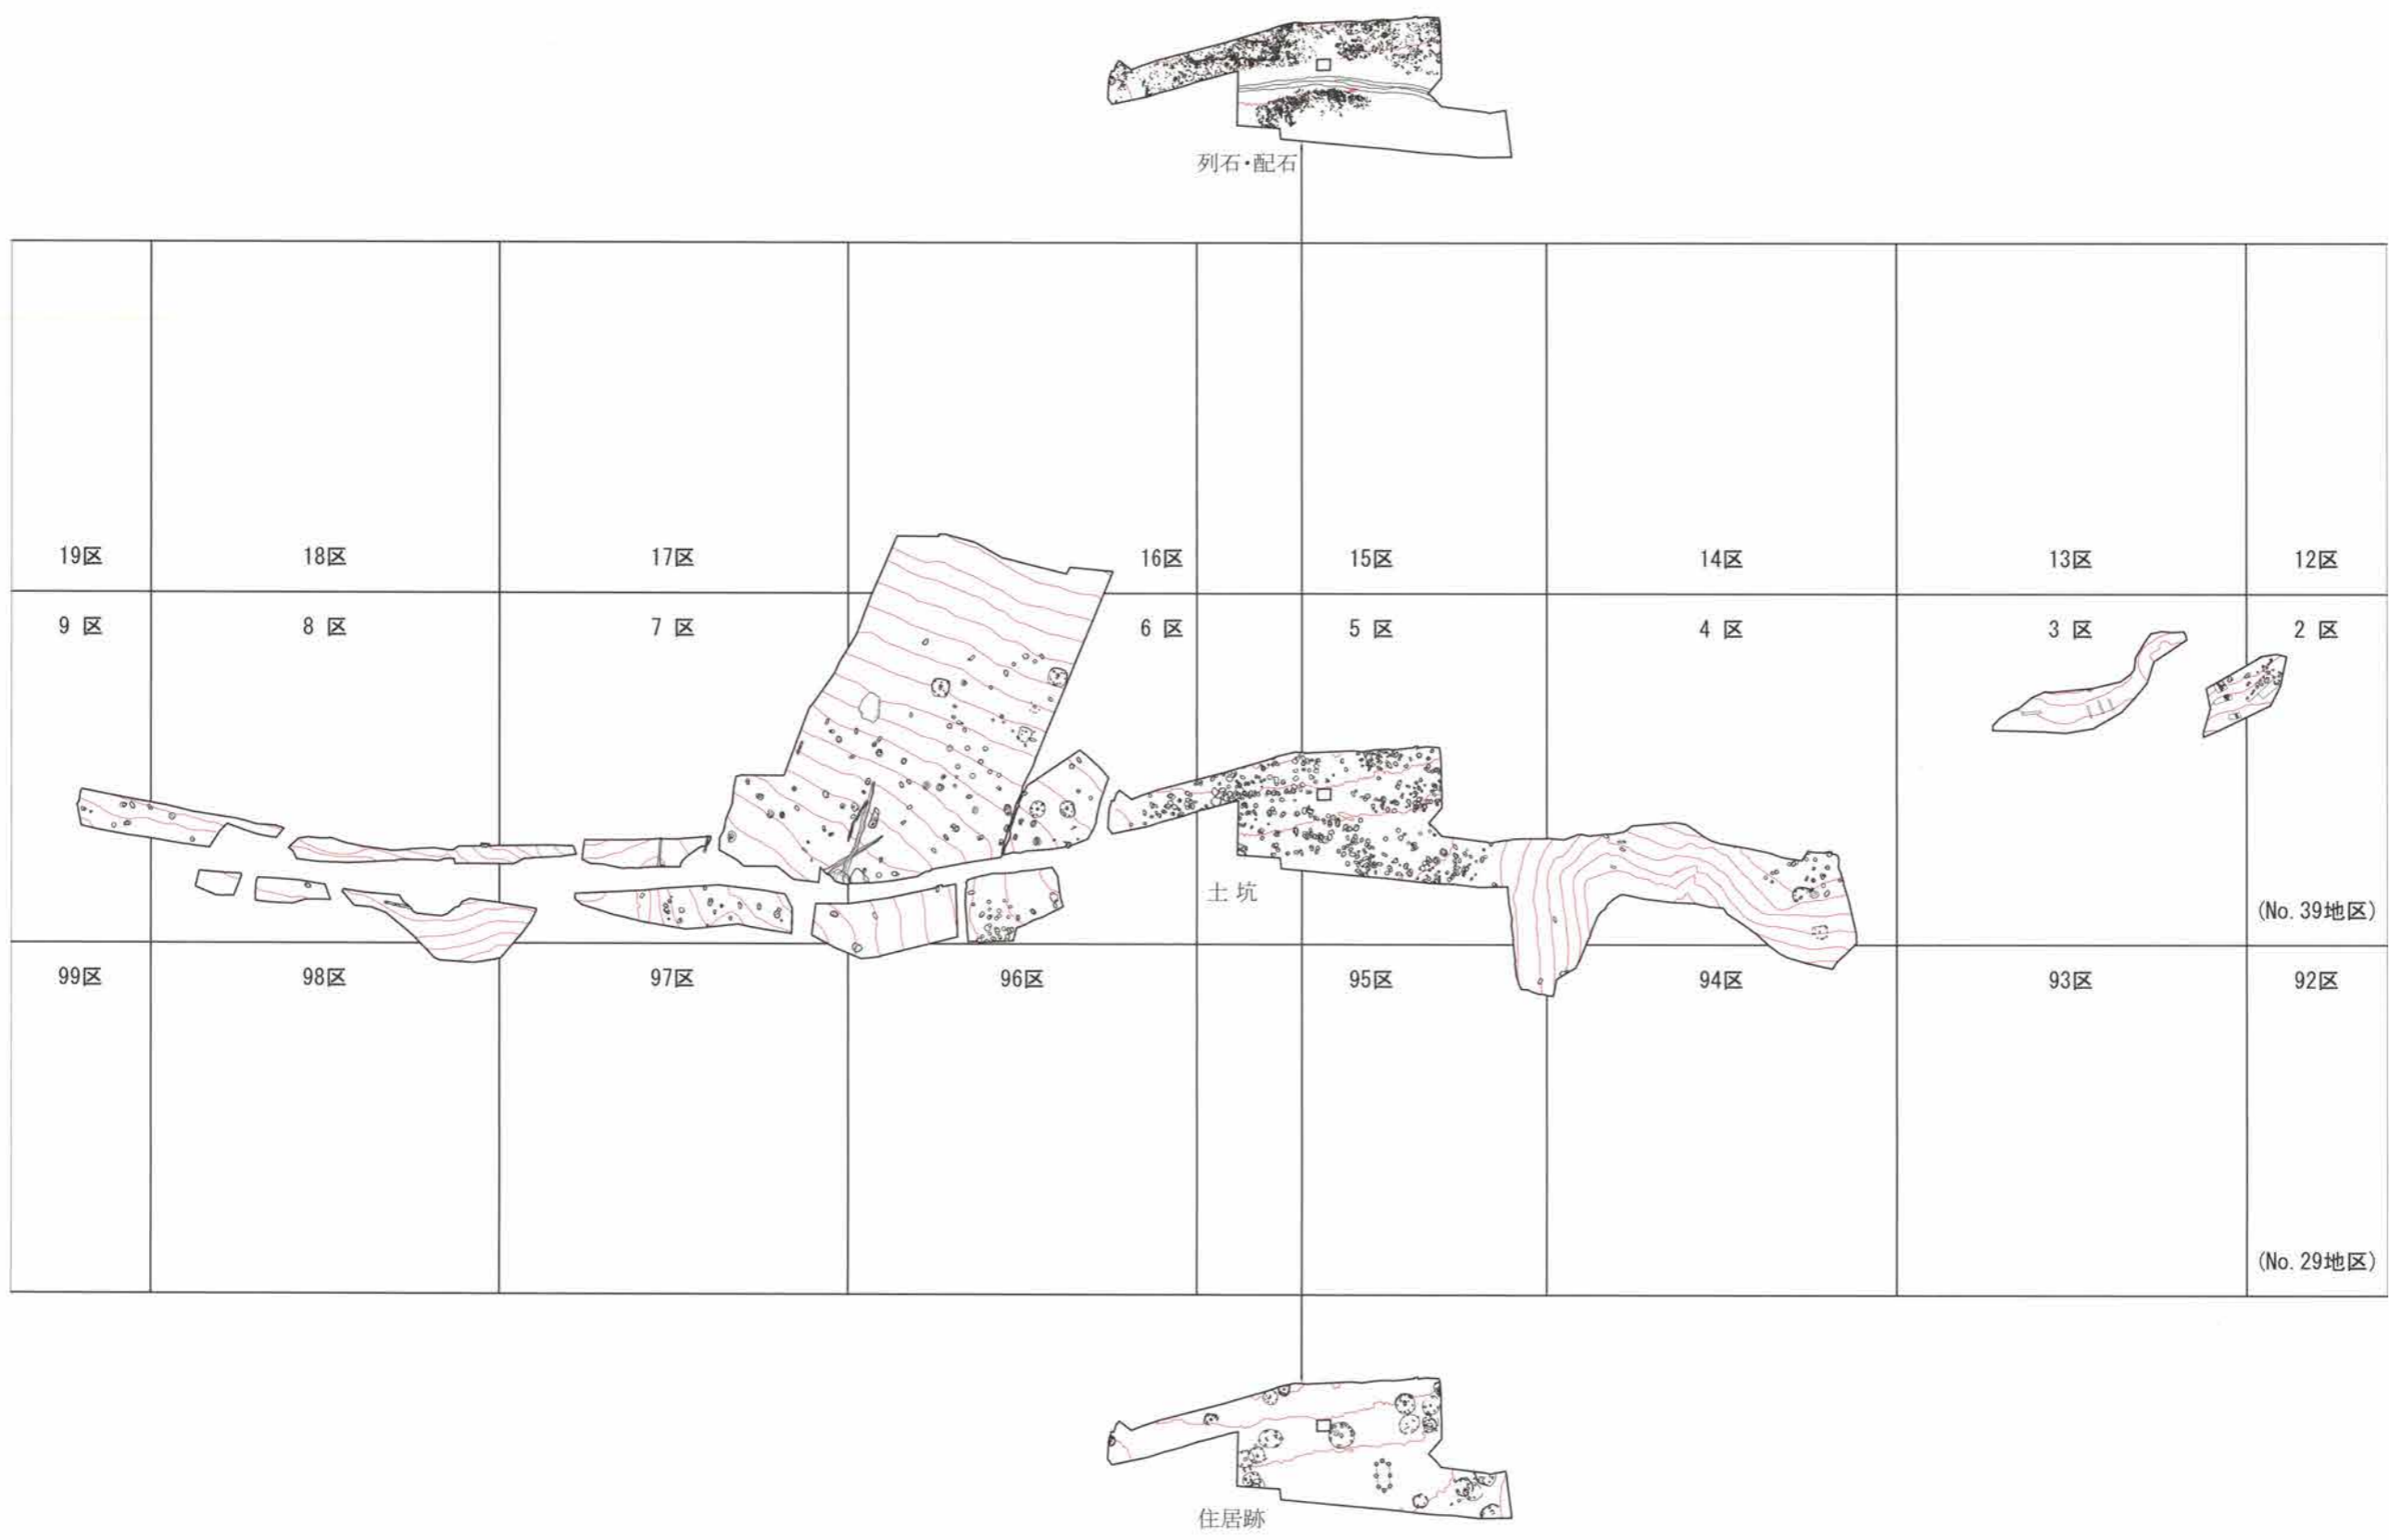 列石・配石
19区 18区 17区 16区 15区 14区 13区 12区
9 区 8 区 7 区 6 区 5 区 4 区 3 区 2 区
土坑
(No. 39地区)
99区 98区 97区 96区 95区 94区 93区 92区
(No. 29地区)
住居跡